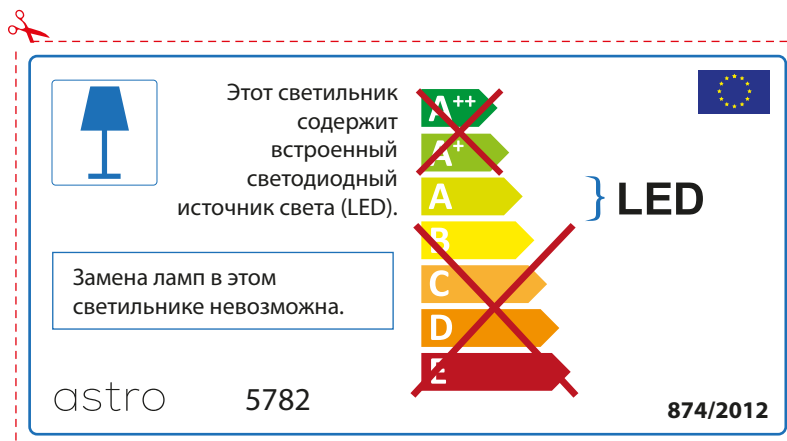 Этот светильник
содержит
встроенный
светодиодный
источник света (LED).
Замена ламп в этом
светильнике невозможна.
A++
A+
A
B
C
D
E
LED
astro 5782
874/2012